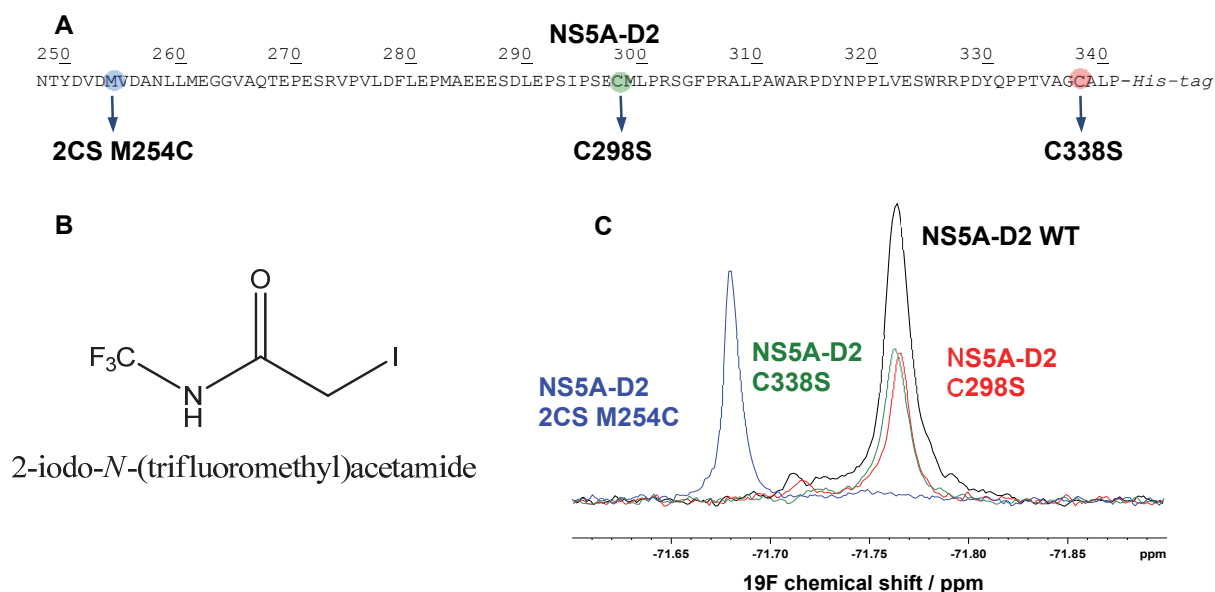 A
NS5A-D2
250 260 270 280 290 300 310 320 330 340
NTYDVDMVDANLLMEGGVAQTEPESRVPVLDFLEPMAEEESDLEPSIPSECMLPRSGFPRALPAWARPDYNPPLVESWRRPDYQPPTVAGCALP-His-tag
2CS M254C C298S C338S
B
O
F3C
N
H
I
2-iodo-N-(trifluoromethyl)acetamide
C
NS5A-D2 WT
NS5A-D2
2CS M254C
NS5A-D2
C338S
NS5A-D2
C298S
-71.65 -71.70 -71.75 -71.80 -71.85 ppm
19F chemical shift / ppm